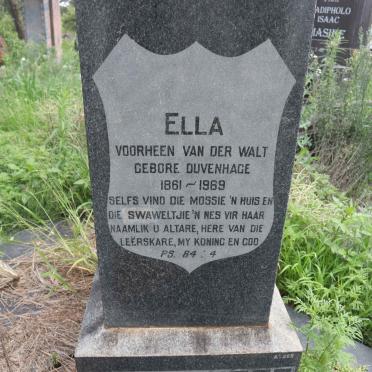 ELLA
VOORHEEN VAN DER WALT
GEBORE DUVENHAGE
1861 ~ 1969
SELFS VIND DIE MOSSIE 'N HUIS EN
DIE SWAWELTJIE 'N NES VIR HAAR
NAAMLIK U ALTARE, HERE VAN DIE
LEËRSKARE, MY KONING EN GOD
PS. 84 : 4
ADIPHOLO
ISAAC
MASIKE